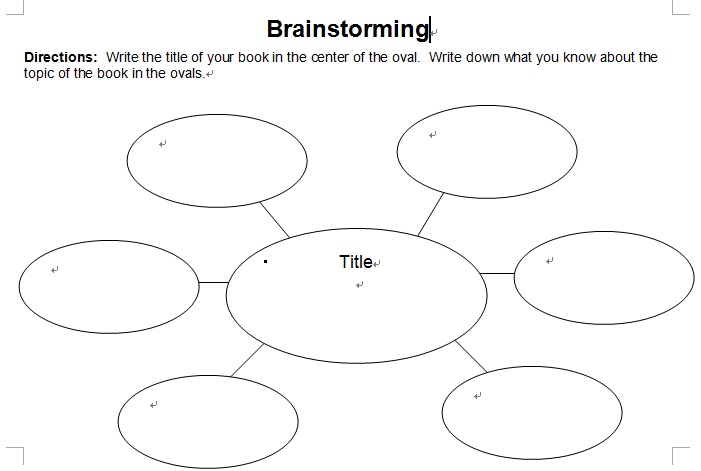 Brainstorming
Directions:  Write the title of your book in the center of the oval.  Write down what you know about the
topic of the book in the ovals.
Title